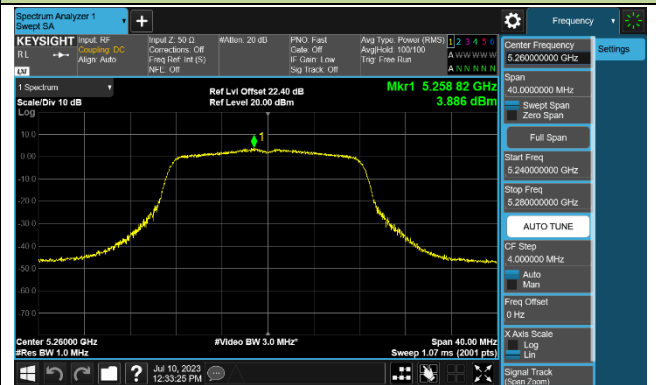 Spectrum Analyzer 1
Swept SA
+
Frequency
KEYSIGHT
RL
LXI
Input: RF
Coupling: DC
Align: Auto
Input Z: 50 Ω
Corrections: Off
Freq Ref: Int (S)
NFE: Off
#Atten: 20 dB
PNO: Fast
Gate: Off
IF Gain: Low
Sig Track: Off
Avg Type: Power (RMS)
Avg|Hold: 100/100
Trig: Free Run
1 2 3 4 5 6
A W W W W W
A N N N N N
1 Spectrum
Scale/Div 10 dB
Log
Ref Lvl Offset 22.40 dB
Ref Level 20.00 dBm
Mkr1 5.258 82 GHz
3.886 dBm
1
10.0
0.00
-10.0
-20.0
-30.0
-40.0
-50.0
-60.0
-70.0
Center 5.26000 GHz
#Res BW 1.0 MHz
#Video BW 3.0 MHz*
Span 40.00 MHz
Sweep 1.07 ms (2001 pts)
Jul 10, 2023
12:33:25 PM
?
Center Frequency
5.260000000 GHz
Settings
Span
40.0000000 MHz
Swept Span
Zero Span
Full Span
Start Freq
5.240000000 GHz
Stop Freq
5.280000000 GHz
AUTO TUNE
CF Step
4.000000 MHz
Auto
Man
Freq Offset
0 Hz
X Axis Scale
Log
Lin
Signal Track
(Span Zoom)